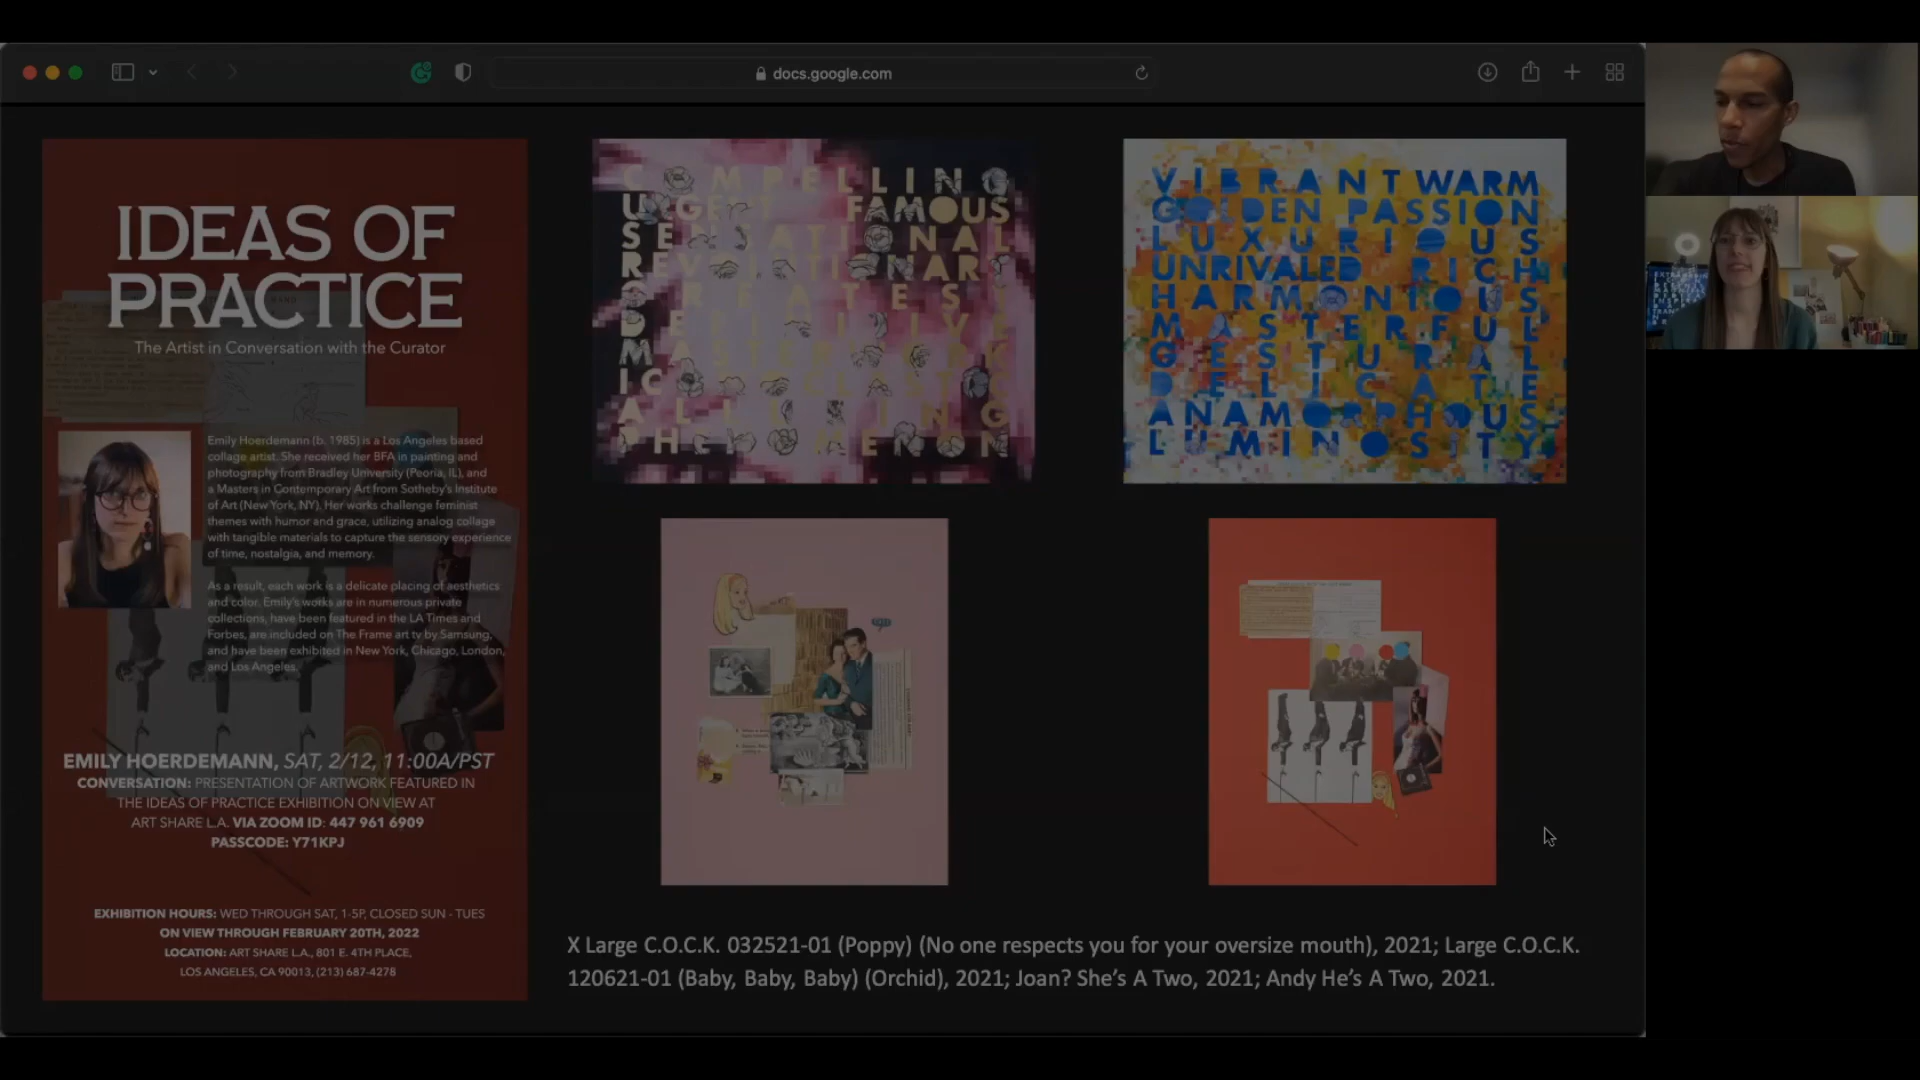 docs.google.com
IDEAS OF
PRACTICE
The Artist in Conversation with the Curator
Emily Hoerdemann (b. 1985) is a Los Angeles based
collage artist. She received her BFA in painting and
photography from Bradley University (Peoria, IL), and
a Masters in Contemporary Art from Sotheby's Institute
of Art (New York, NY). Her works challenge feminist
themes with humor and grace, utilizing analog collage
with tangible materials to capture the sensory experience
of time, nostalgia, and memory.
As a result, each work is a delicate placing of aesthetics
and color. Emily's works are in numerous private
collections, have been featured in the LA Times and
Forbes, are included on The Frame art tv by Samsung,
and have been exhibited in New York, Chicago, London,
and Los Angeles.
EMILY HOERDEMANN, SAT, 2/12, 11:00A/PST
CONVERSATION: PRESENTATION OF ARTWORK FEATURED IN
THE IDEAS OF PRACTICE EXHIBITION ON VIEW AT
ART SHARE L.A. VIA ZOOM ID: 447 961 6909
PASSCODE: Y71KPJ
EXHIBITION HOURS: WED THROUGH SAT, 1-5P, CLOSED SUN - TUES
ON VIEW THROUGH FEBRUARY 20TH, 2022
LOCATION: ART SHARE L.A., 801 E. 4TH PLACE,
LOS ANGELES, CA 90013, (213) 687-4278
COMPELLING
URGENT FAMOUS
SENSATIONAL
REVOLUTIONARY
GREATEST
DEFINITIVE
MASTERWORK
ICONOCLASTIC
ALLURING
PHENOMENON
VIBRANT WARM
GOLDEN PASSION
LUXURIOUS
UNRIVALED RICH
HARMONIOUS
MASTERFUL
GESTURAL
DELICATE
ANAMORPHOUS
LUMINOSITY
X Large C.O.C.K. 032521-01 (Poppy) (No one respects you for your oversize mouth), 2021; Large C.O.C.K.
120621-01 (Baby, Baby, Baby) (Orchid), 2021; Joan? She's A Two, 2021; Andy He's A Two, 2021.